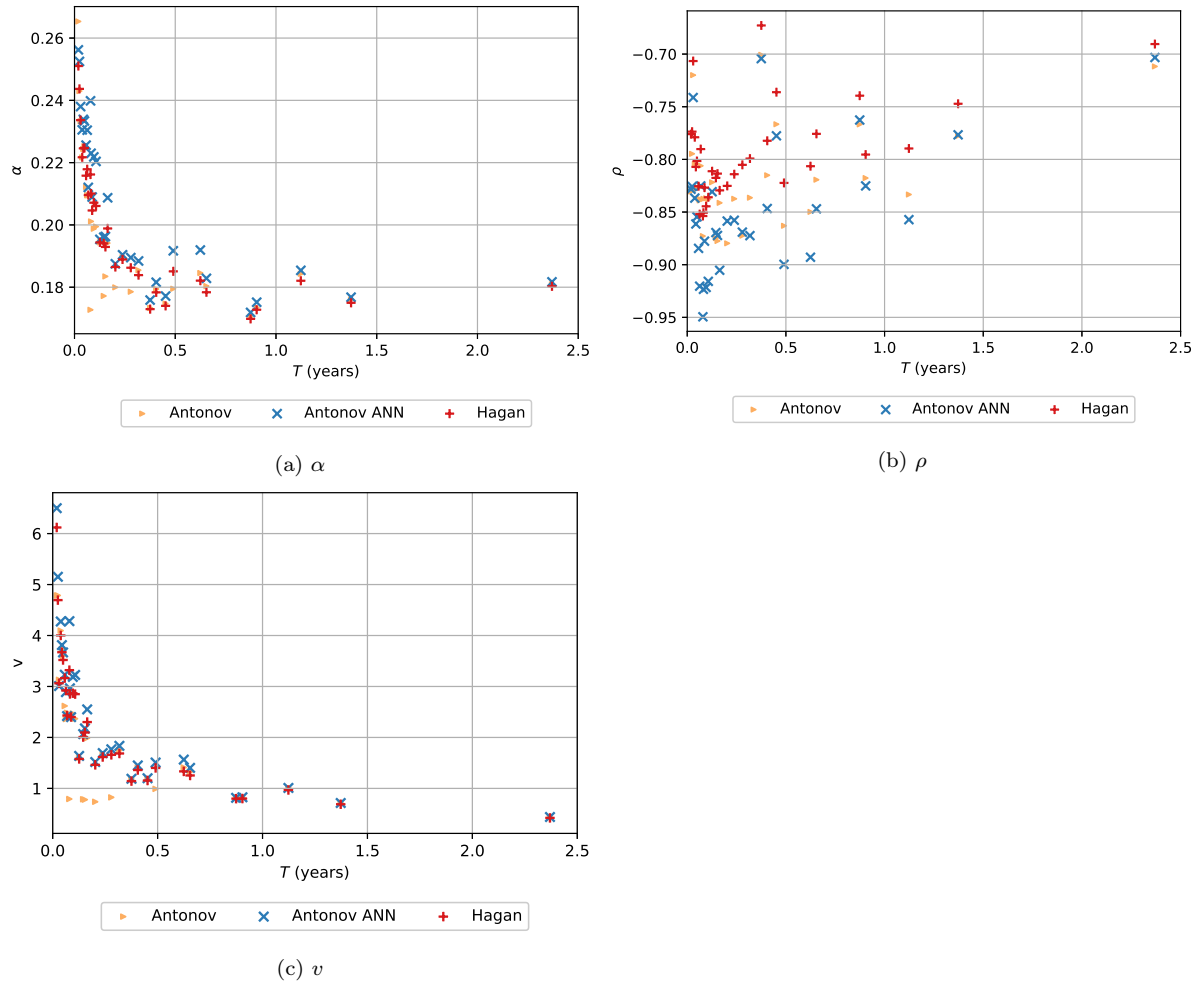 0.26
0.24
0.22
0.20
0.18
α
0.0 0.5 1.0 1.5 2.0 2.5
T (years)
Antonov Antonov ANN Hagan
(a) α
−0.70
−0.75
−0.80
−0.85
−0.90
−0.95
ρ
0.0 0.5 1.0 1.5 2.0 2.5
T (years)
Antonov Antonov ANN Hagan
(b) ρ
6
5
4
3
2
1
v
0.0 0.5 1.0 1.5 2.0 2.5
T (years)
Antonov Antonov ANN Hagan
(c) v